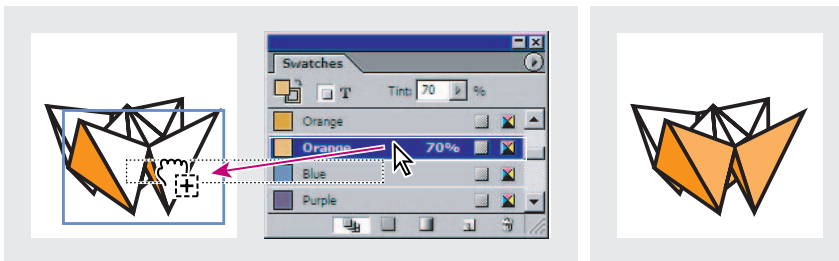 Swatches
T Tint: 70 %
Orange
Orange 70%
Blue
Purple